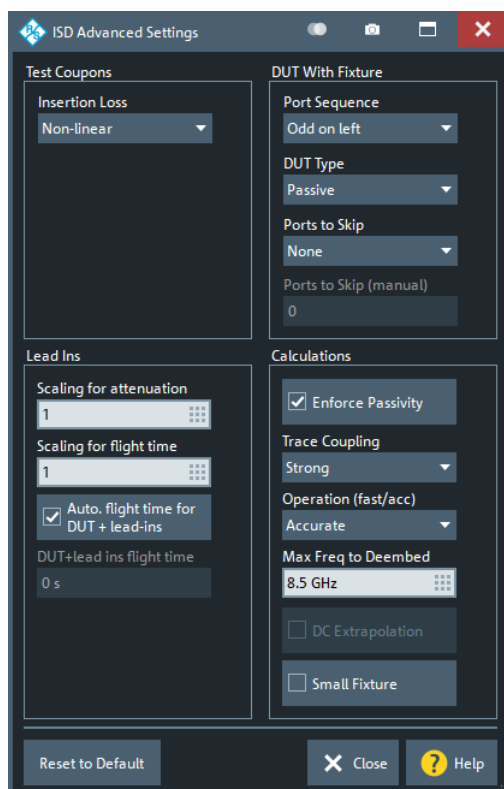 ISD Advanced Settings
Test Coupons
Insertion Loss
Non-linear
DUT With Fixture
Port Sequence
Odd on left
DUT Type
Passive
Ports to Skip
None
Ports to Skip (manual)
0
Lead Ins
Scaling for attenuation
1
Scaling for flight time
1
Auto. flight time for
DUT + lead-ins
DUT+lead ins flight time
0 s
Calculations
Enforce Passivity
Trace Coupling
Strong
Operation (fast/acc)
Accurate
Max Freq to Deembed
8.5 GHz
DC Extrapolation
Small Fixture
Reset to Default
Close
? Help